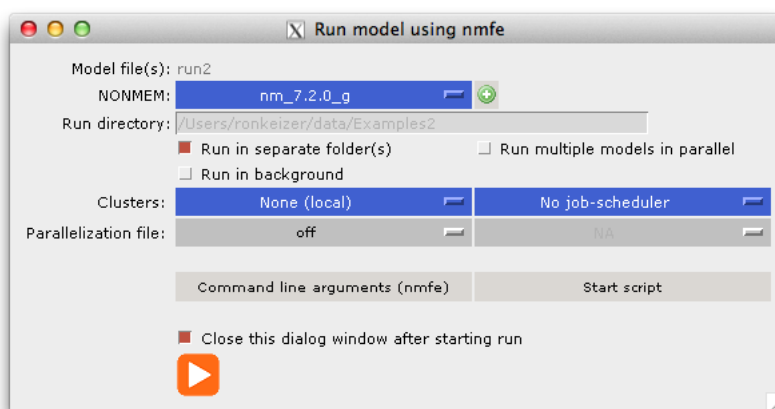 Run model using nmfe
Model file(s): run2
NONMEM: nm_7.2.0_g
Run directory: /Users/ronkeizer/data/Examples2
Run in separate folder(s) Run multiple models in parallel
Run in background
Clusters: None (local) No job-scheduler
Parallelization file: off NA
Command line arguments (nmfe) Start script
Close this dialog window after starting run